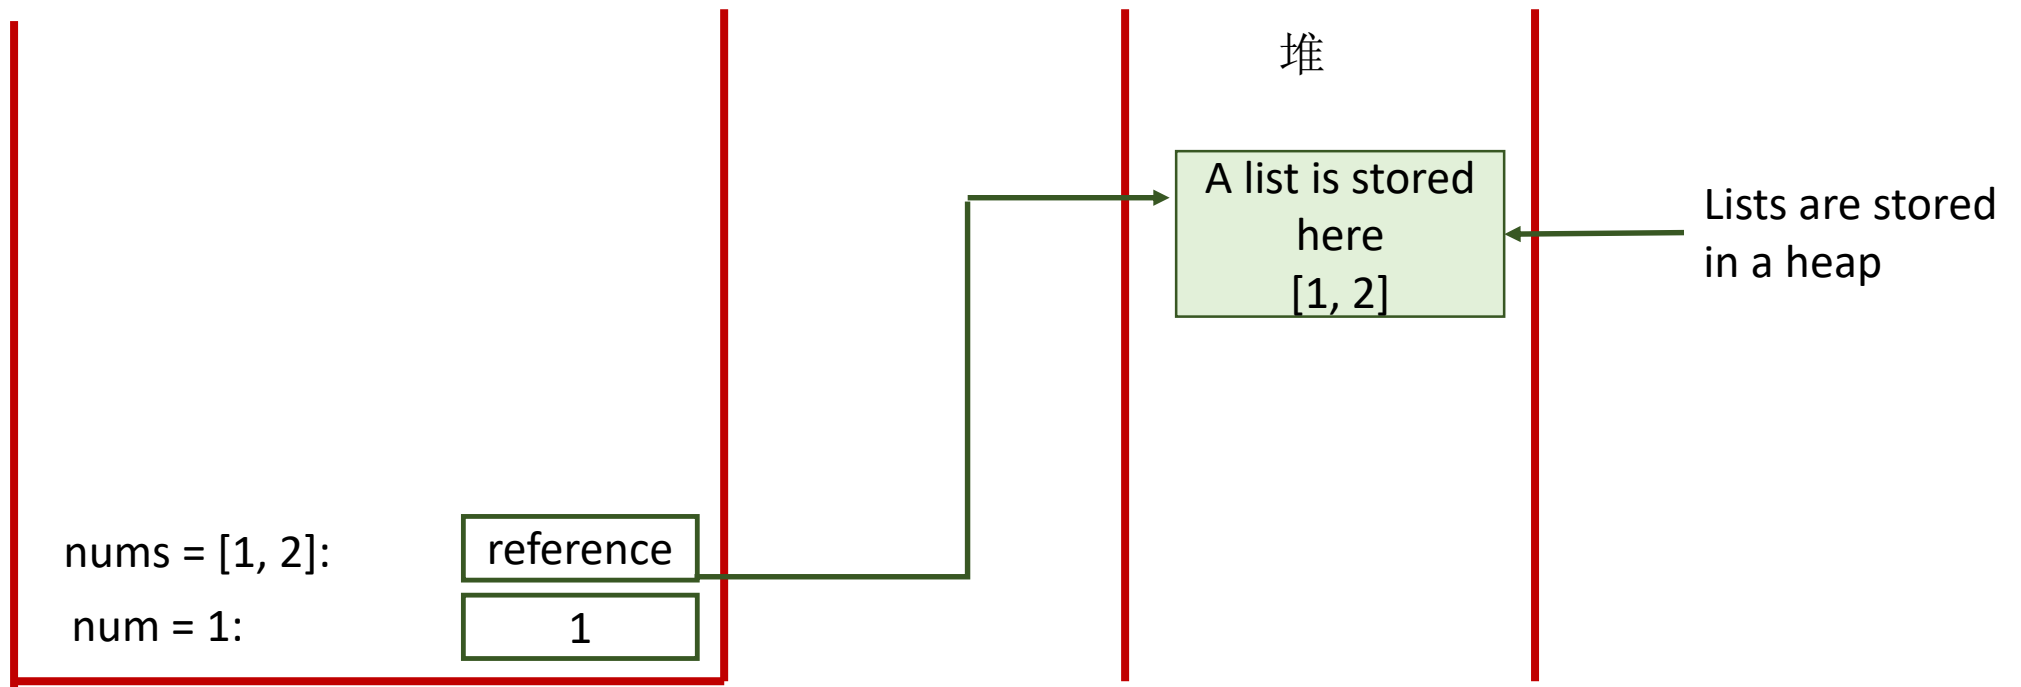 堆
A list is stored
here
[1, 2]
Lists are stored
in a heap
nums = [1, 2]:
reference
num = 1:
1